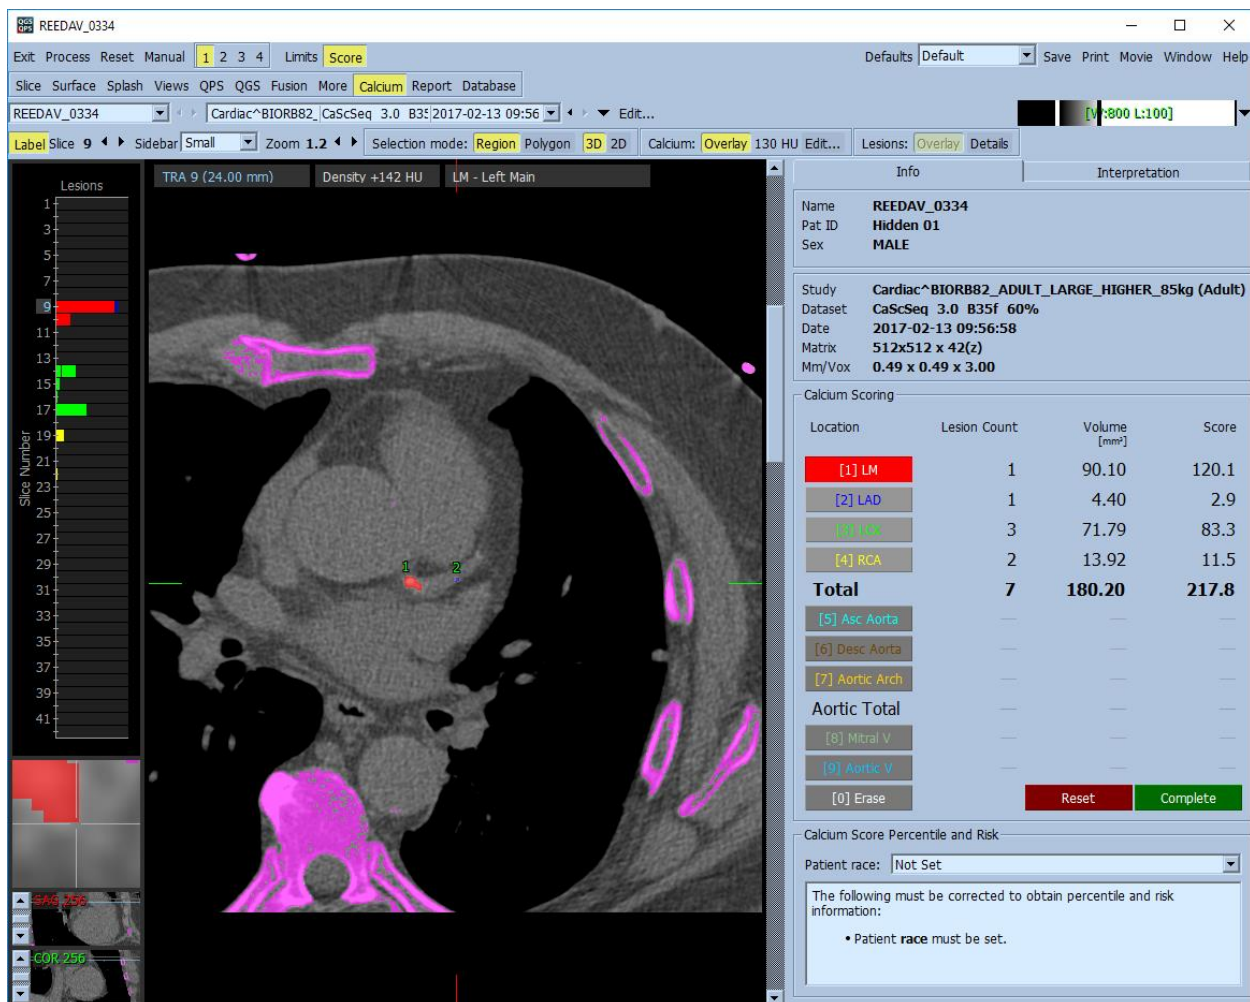 QGS QPS REEDAV_0334
Exit Process Reset Manual 1 2 3 4 Limits Score Defaults Default Save Print Movie Window Help
Slice Surface Splash Views QPS QGS Fusion More Calcium Report Database
REEDAV_0334 Cardiac^BIORB82_ CaScSeq 3.0 B35: 2017-02-13 09:56 Edit... [W:800 L:100]
Label Slice 9 Sidebar Small Zoom 1.2 Selection mode: Region Polygon 3D 2D Calcium: Overlay 130 HU Edit... Lesions: Overlay Details
Lesions
1
3
5
7
9
11
13
15
17
19
21
23
25
27
29
31
33
35
37
39
41
Slice Number
SAG 256
COR 256
TRA 9 (24.00 mm) Density +142 HU LM - Left Main
1 2
Info Interpretation
Name REEDAV_0334
Pat ID Hidden 01
Sex MALE
Study Cardiac^BIORB82_ADULT_LARGE_HIGHER_85kg (Adult)
Dataset CaScSeq 3.0 B35f 60%
Date 2017-02-13 09:56:58
Matrix 512x512 x 42(z)
Mm/Vox 0.49 x 0.49 x 3.00
Calcium Scoring
Location Lesion Count Volume Score
[mm³]
[1] LM 1 90.10 120.1
[2] LAD 1 4.40 2.9
[3] LCX 3 71.79 83.3
[4] RCA 2 13.92 11.5
Total 7 180.20 217.8
[5] Asc Aorta — — —
[6] Desc Aorta — — —
[7] Aortic Arch — — —
Aortic Total — — —
[8] Mitral V — — —
[9] Aortic V — — —
[0] Erase Reset Complete
Calcium Score Percentile and Risk
Patient race: Not Set
The following must be corrected to obtain percentile and risk
information:
• Patient race must be set.